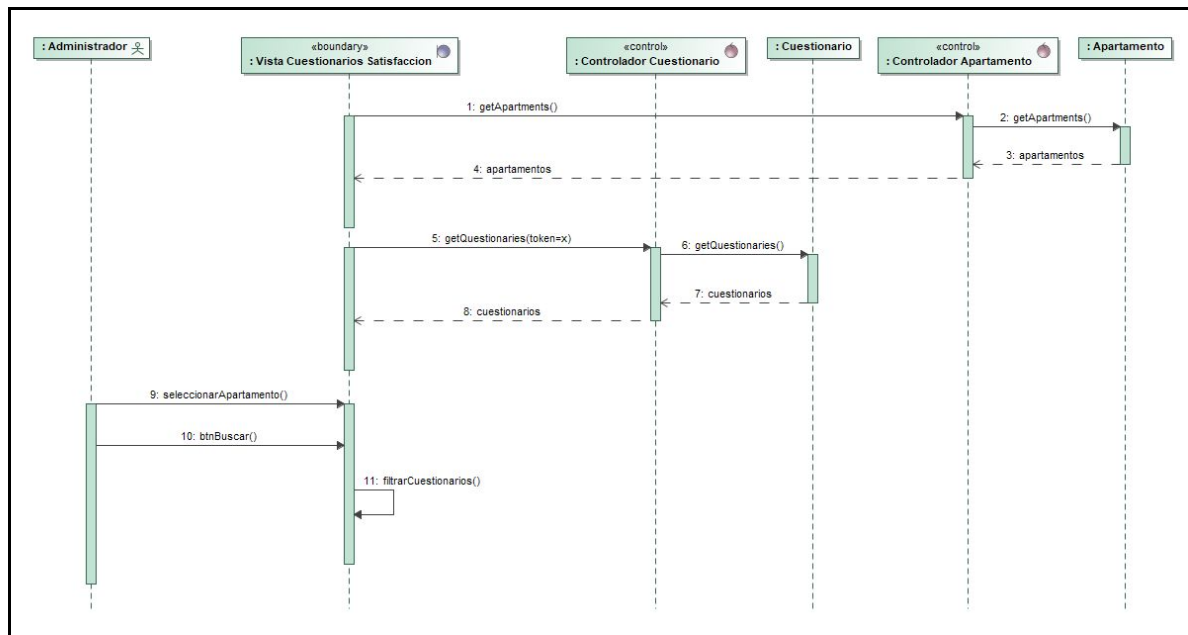 : Administrador
«boundary»
: Vista Cuestionarios Satisfaccion
«control»
: Controlador Cuestionario
: Cuestionario
«control»
: Controlador Apartamento
: Apartamento
1: getApartments()
2: getApartments()
3: apartamentos
4: apartamentos
5: getQuestionaries(token=x)
6: getQuestionaries()
7: cuestionarios
8: cuestionarios
9: seleccionarApartamento()
10: btnBuscar()
11: filtrarCuestionarios()